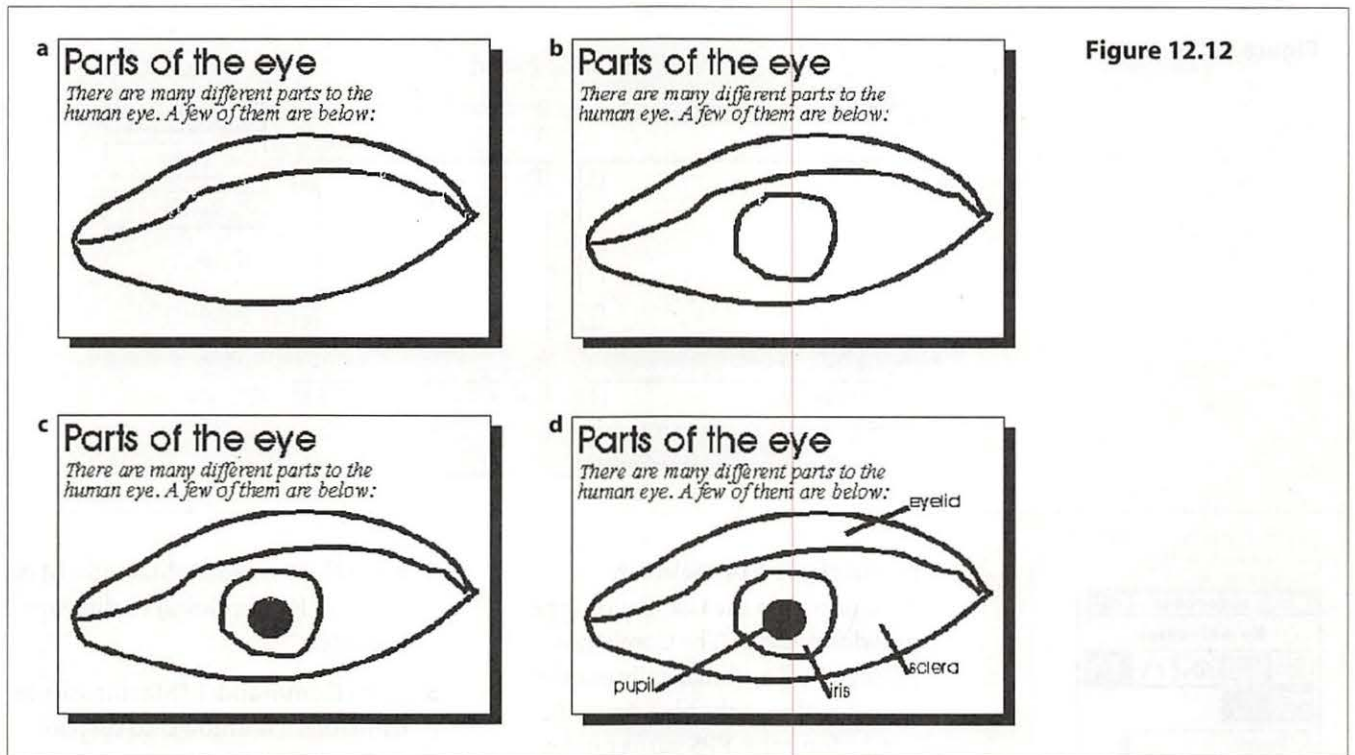 a
Parts of the eye
There are many different parts to the
human eye. A few of them are below:
b
Parts of the eye
There are many different parts to the
human eye. A few of them are below:
Figure 12.12
c
Parts of the eye
There are many different parts to the
human eye. A few of them are below:
d
Parts of the eye
There are many different parts to the
human eye. A few of them are below:
eyelid
sclera
pupil
iris